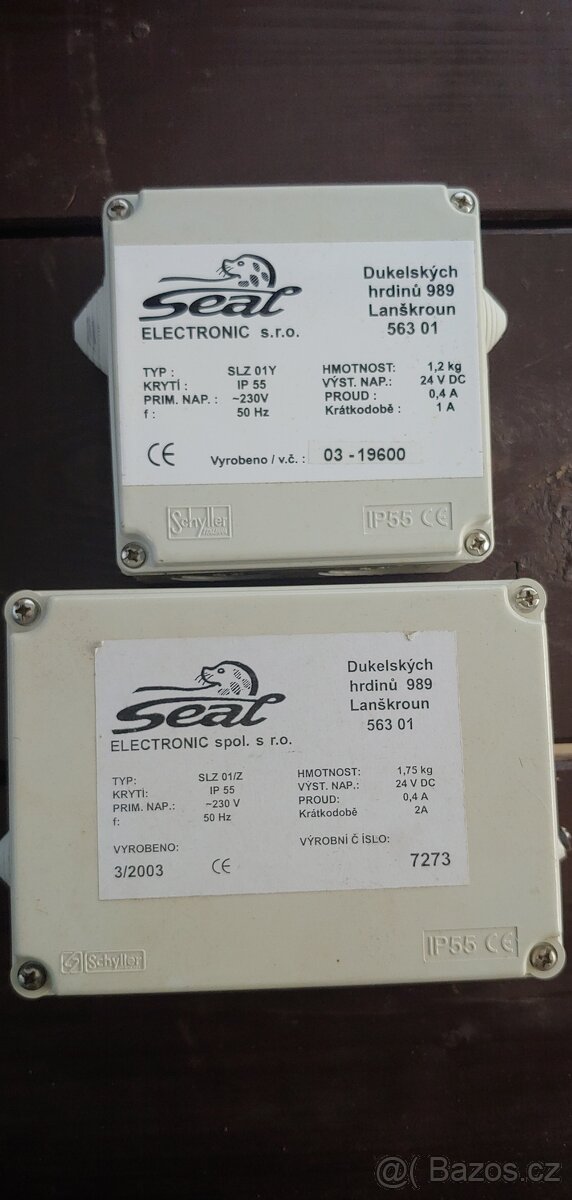 Seal
ELECTRONIC s.r.o.
Dukelských
hrdinů 989
Lanškroun
563 01
TYP : SLZ 01Y
KRYTÍ : IP 55
PRIM. NAP. : ~230V
f : 50 Hz
HMOTNOST: 1,2 kg
VÝST. NAP.: 24 V DC
PROUD : 0,4 A
Krátkodobě : 1 A
CE Vyrobeno / v.č. : 03 -19600
Schyller
IP55 CE
Seal
ELECTRONIC spol. s r.o.
Dukelských
hrdinů 989
Lanškroun
563 01
TYP: SLZ 01/Z
KRYTÍ: IP 55
PRIM. NAP.: ~230 V
f: 50 Hz
HMOTNOST: 1,75 kg
VÝST. NAP.: 24 V DC
PROUD: 0,4 A
Krátkodobě 2A
VYROBENO:
3/2003 CE
VÝROBNÍ Č ÍSLO:
7273
Schyller
IP55 CE
Bazos.cz